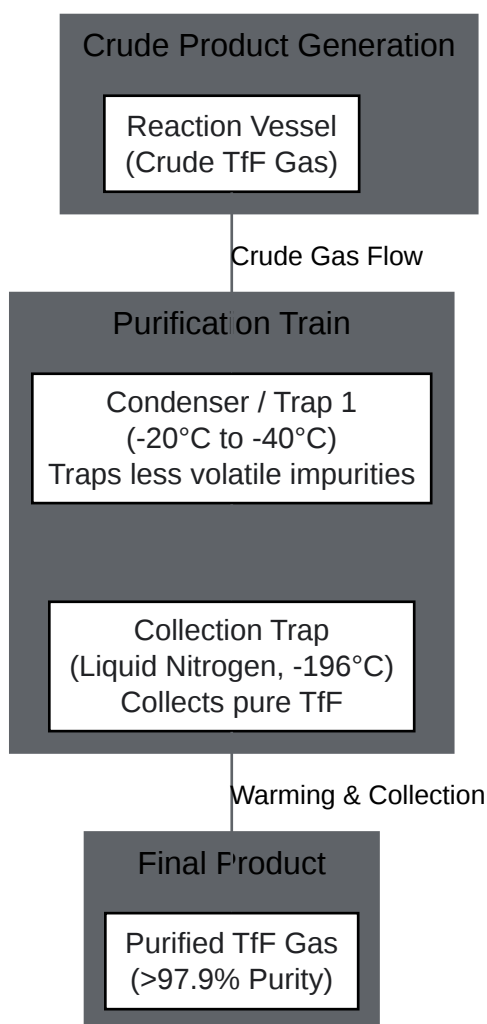 Crude Product Generation
Reaction Vessel
(Crude TfF Gas)
Crude Gas Flow
Purification Train
Condenser / Trap 1
(-20°C to -40°C)
Traps less volatile impurities
Collection Trap
(Liquid Nitrogen, -196°C)
Collects pure TfF
Warming & Collection
Final Product
Purified TfF Gas
(>97.9% Purity)